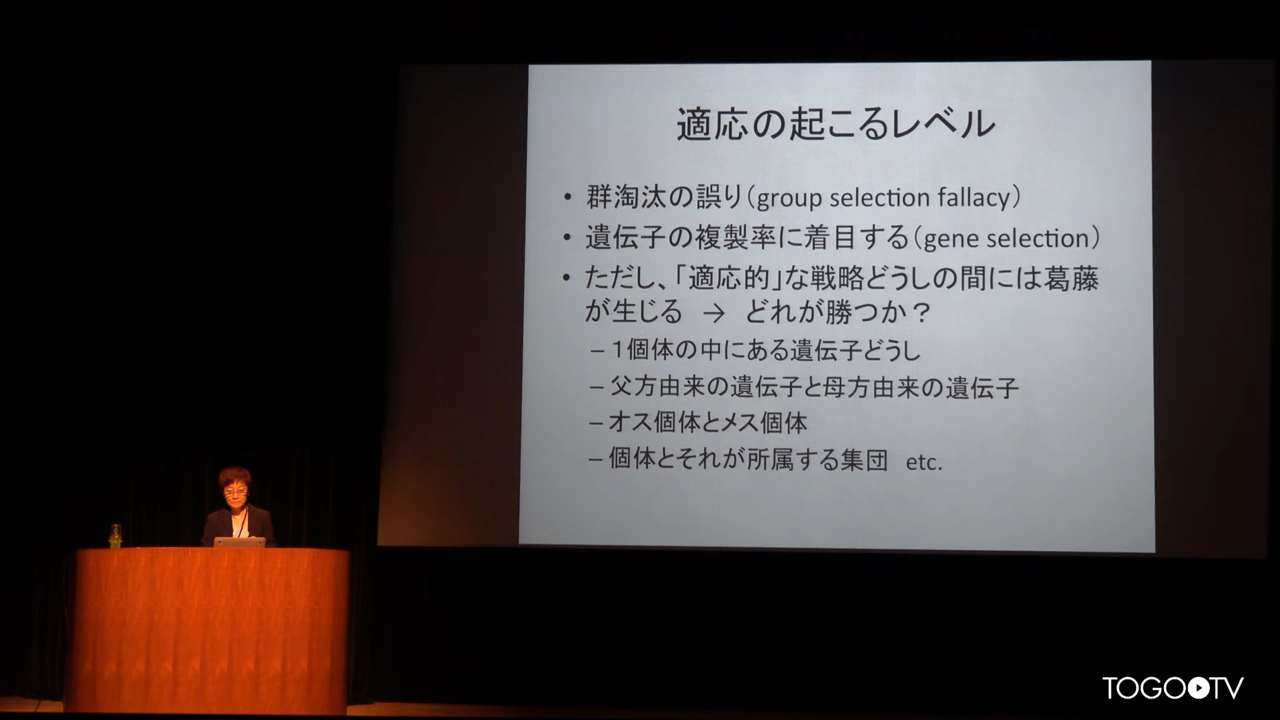 適応の起こるレベル
• 群淘汰の誤り（group selection fallacy）
• 遺伝子の複製率に着目する（gene selection）
• ただし、「適応的」な戦略どうしの間には葛藤
が生じる → どれが勝つか？
– １個体の中にある遺伝子どうし
– 父方由来の遺伝子と母方由来の遺伝子
– オス個体とメス個体
– 個体とそれが所属する集団 etc.
TOGO TV